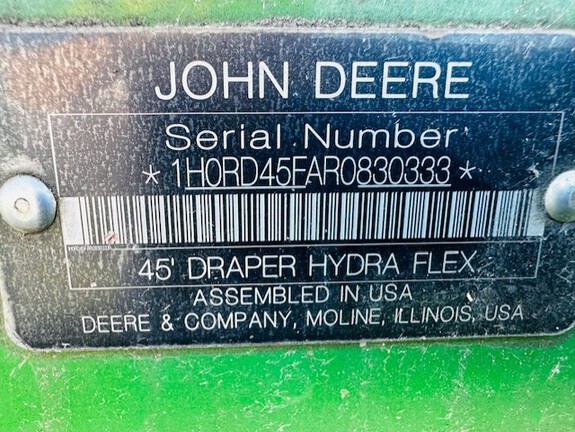 JOHN DEERE
Serial Number
*1H0RD45FAR0830333*
45' DRAPER HYDRA FLEX
ASSEMBLED IN USA
DEERE & COMPANY, MOLINE, ILLINOIS, USA